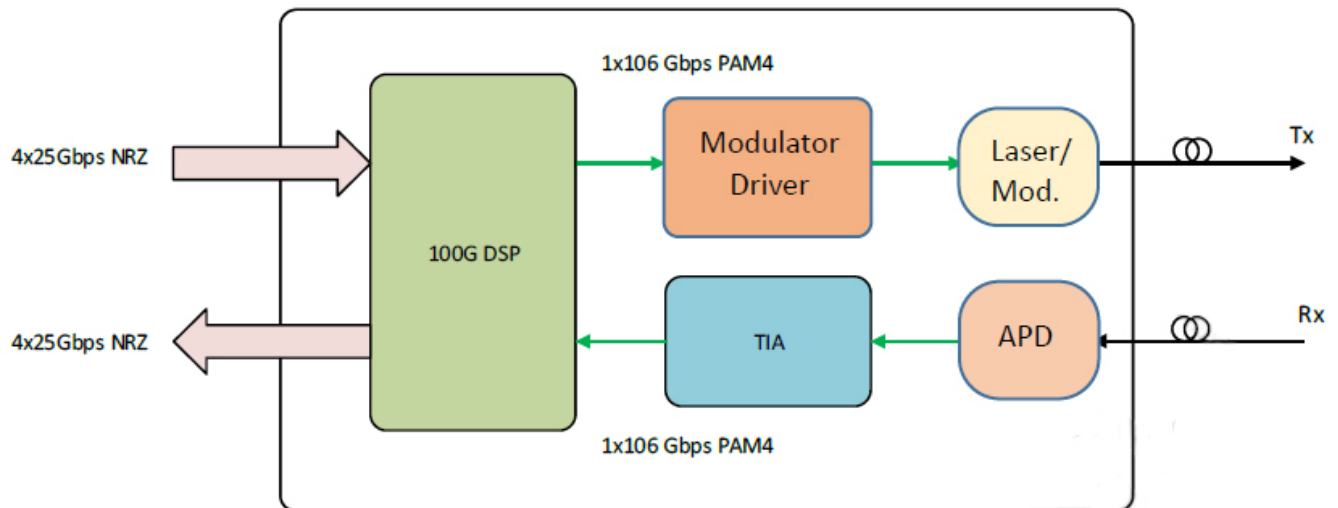 1x106 Gbps PAM4
4x25Gbps NRZ
Modulator
Driver
Laser/
Mod.
Tx
100G DSP
4x25Gbps NRZ
TIA
APD
Rx
1x106 Gbps PAM4